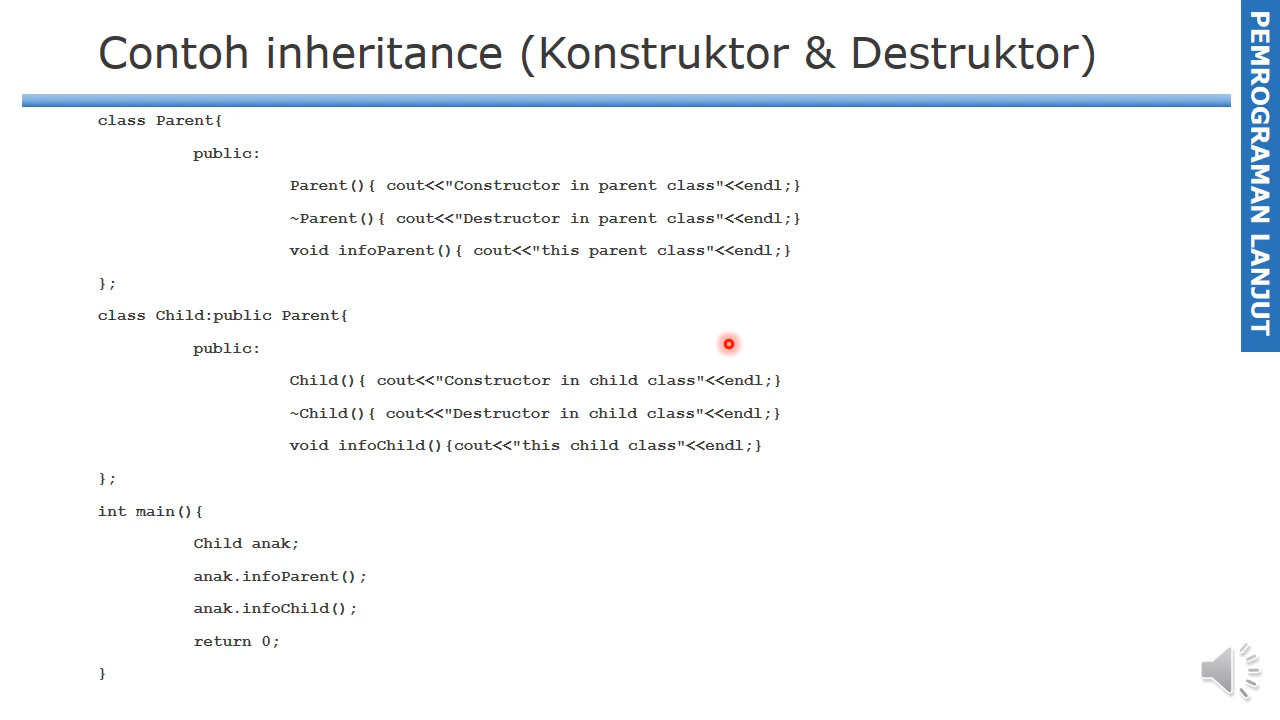 Contoh inheritance (Konstruktor & Destruktor)
class Parent{
public:
Parent(){ cout<<"Constructor in parent class"<<endl;}
~Parent(){ cout<<"Destructor in parent class"<<endl;}
void infoParent(){ cout<<"this parent class"<<endl;}
};
class Child:public Parent{
public:
Child(){ cout<<"Constructor in child class"<<endl;}
~Child(){ cout<<"Destructor in child class"<<endl;}
void infoChild(){cout<<"this child class"<<endl;}
};
int main(){
Child anak;
anak.infoParent();
anak.infoChild();
return 0;
}
PEMROGRAMAN LANJUT